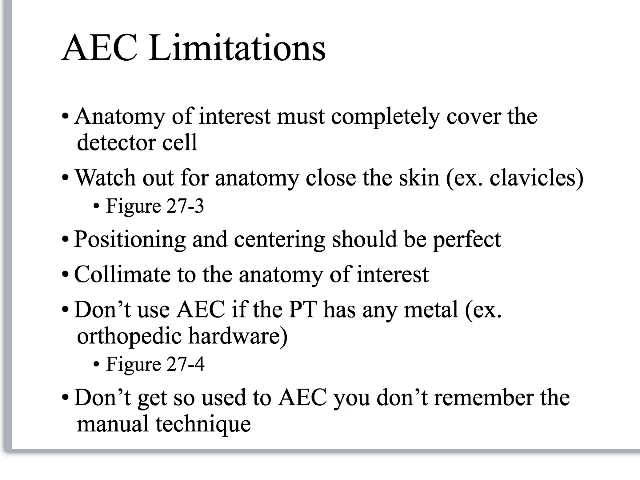 AEC Limitations
• Anatomy of interest must completely cover the
detector cell
• Watch out for anatomy close the skin (ex. clavicles)
• Figure 27-3
• Positioning and centering should be perfect
• Collimate to the anatomy of interest
• Don’t use AEC if the PT has any metal (ex.
orthopedic hardware)
• Figure 27-4
• Don’t get so used to AEC you don’t remember the
manual technique